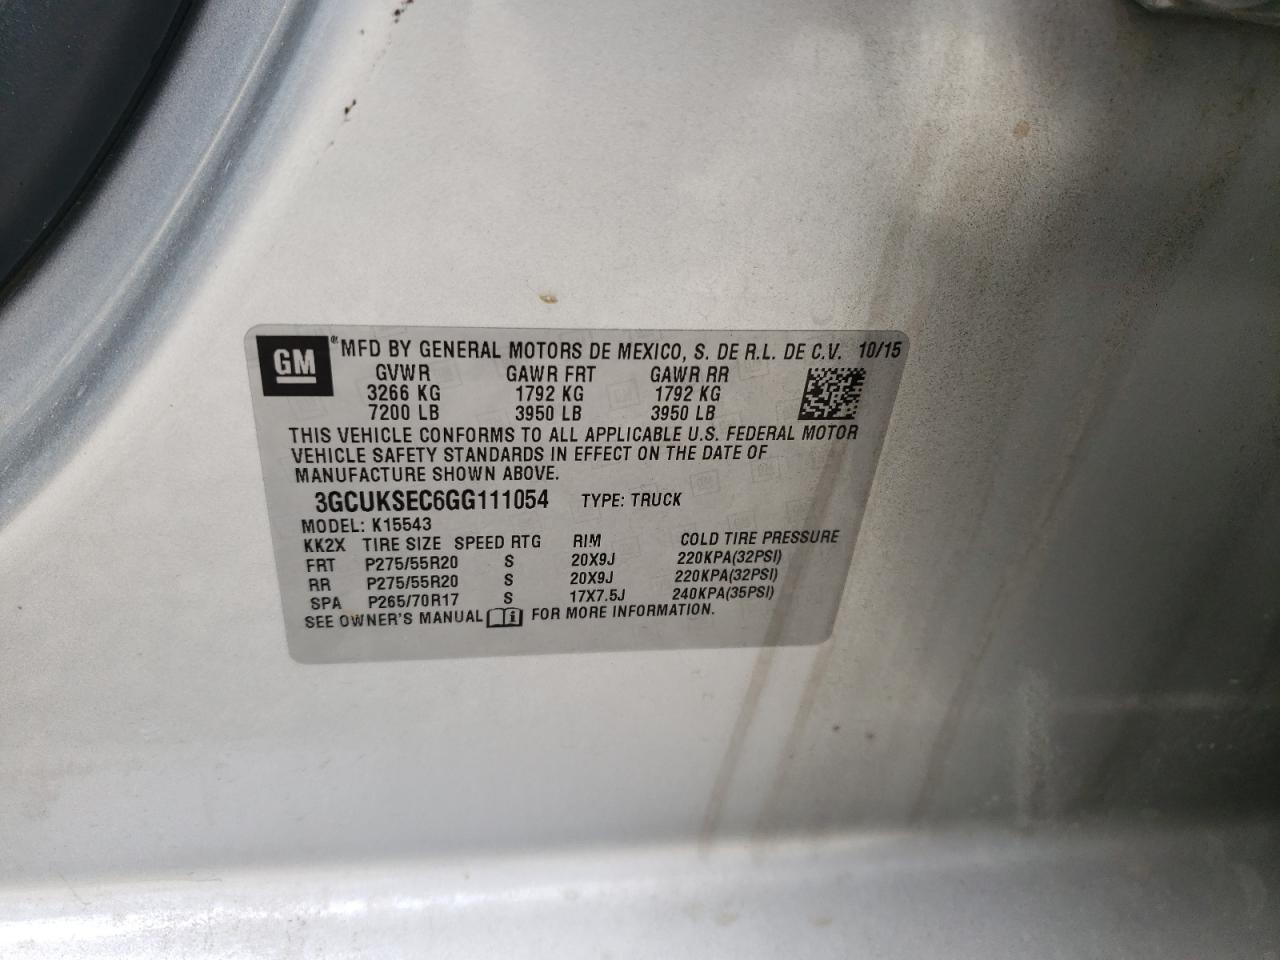 GM ® MFD BY GENERAL MOTORS DE MEXICO, S. DE R.L. DE C.V. 10/15
GVWR GAWR FRT GAWR RR
3266 KG 1792 KG 1792 KG
7200 LB 3950 LB 3950 LB
THIS VEHICLE CONFORMS TO ALL APPLICABLE U.S. FEDERAL MOTOR
VEHICLE SAFETY STANDARDS IN EFFECT ON THE DATE OF
MANUFACTURE SHOWN ABOVE.
3GCUKSEC6GG111054 TYPE: TRUCK
MODEL: K15543
KK2X TIRE SIZE SPEED RTG RIM COLD TIRE PRESSURE
FRT P275/55R20 S 20X9J 220KPA(32PSI)
RR P275/55R20 S 20X9J 220KPA(32PSI)
SPA P265/70R17 S 17X7.5J 240KPA(35PSI)
SEE OWNER'S MANUAL FOR MORE INFORMATION.